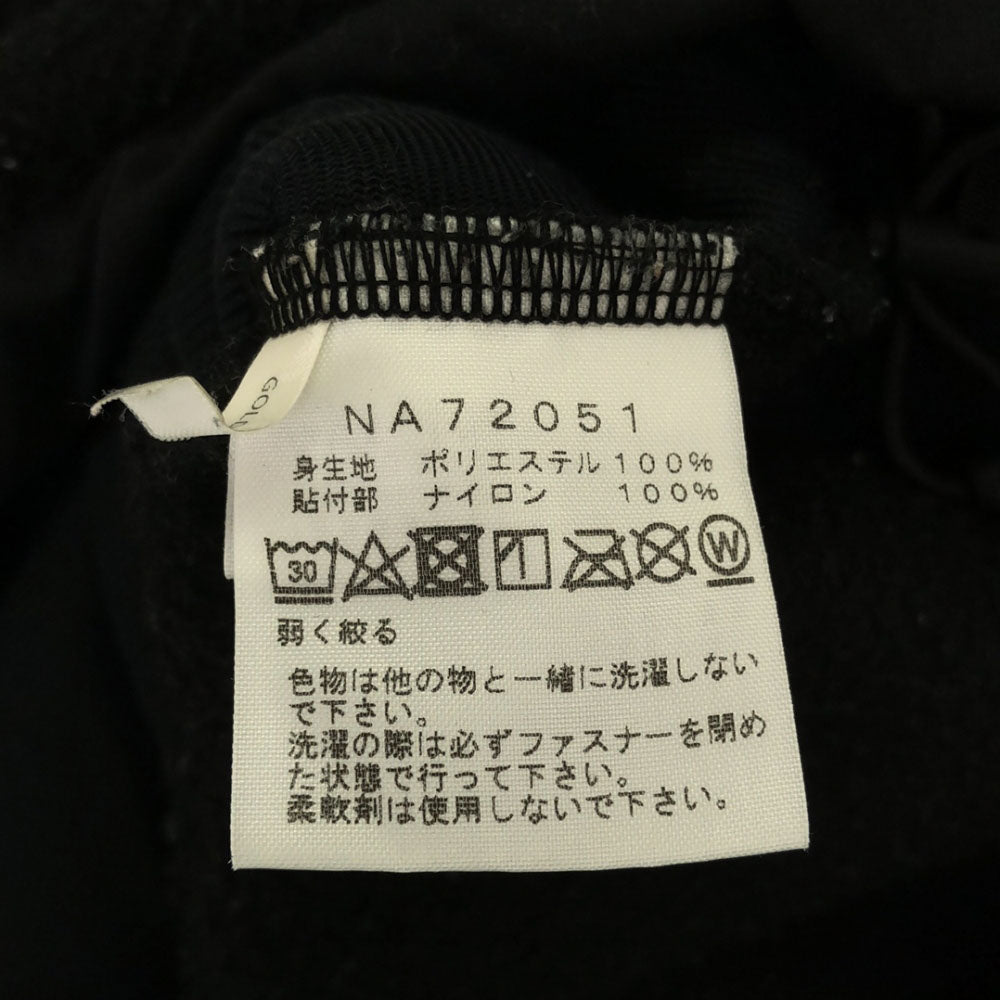 NA72051
身生地 ポリエステル 100%
貼付部 ナイロン 100%
30 W
弱く絞る
色物は他の物と一緒に洗濯しない
で下さい。
洗濯の際は必ずファスナーを閉め
た状態で行って下さい。
柔軟剤は使用しないで下さい。